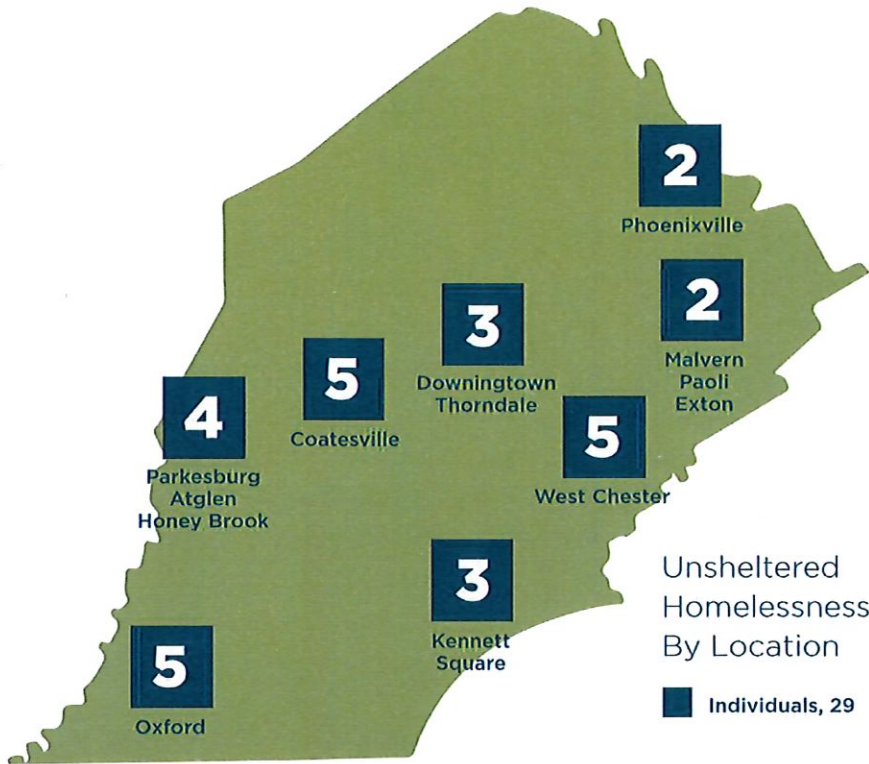 2
Phoenixville
2
Malvern
Paoli
Exton
3
Downingtown
Thorndale
5
Coatesville
4
Parkesburg
Atglen
Honey Brook
5
West Chester
3
Kennett
Square
5
Oxford
Unsheltered
Homelessness
By Location
Individuals, 29